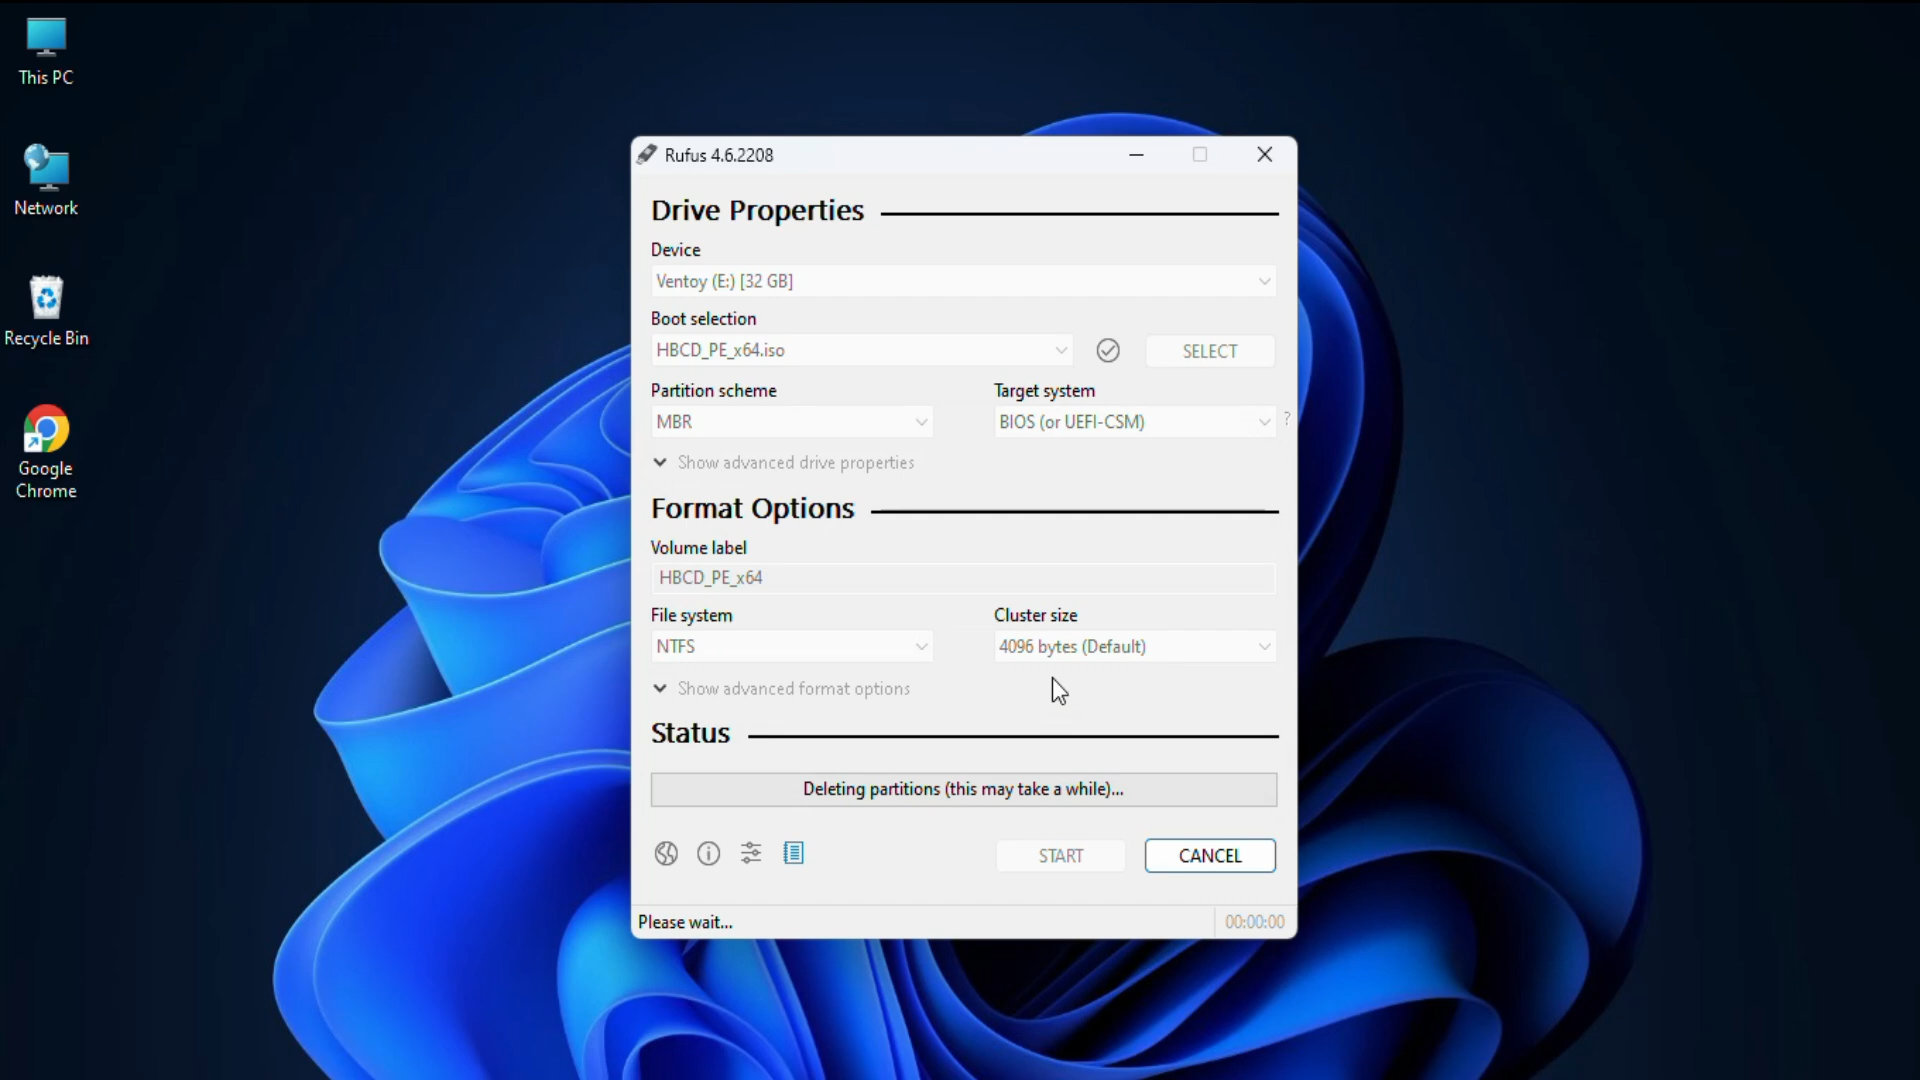 This PC
Network
Recycle Bin
Google
Chrome
Rufus 4.6.2208
Drive Properties
Device
Ventoy (E:) [32 GB]
Boot selection
HBCD_PE_x64.iso
SELECT
Partition scheme
Target system
MBR
BIOS (or UEFI-CSM)
?
Show advanced drive properties
Format Options
Volume label
HBCD_PE_x64
File system
Cluster size
NTFS
4096 bytes (Default)
Show advanced format options
Status
Deleting partitions (this may take a while)...
START
CANCEL
Please wait...
00:00:00